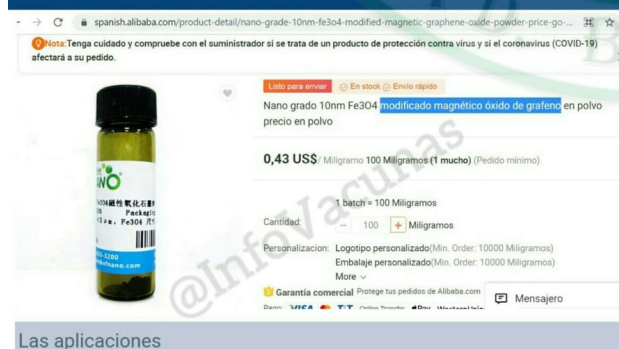 spanish.alibaba.com/product-detail/nano-grade-10nm-fe3o4-modified-magnetic-graphene-oxide-powder-price-go-...
Nota:Tenga cuidado y compruebe con el suministrador si se trata de un producto de protección contra virus y si el coronavirus (COVID-19)
afectará a su pedido.
Listo para enviar En stock Envío rápido
Nano grado 10nm Fe3O4 modificado magnético óxido de grafeno en polvo
precio en polvo
0,43 US$/ Miligramo 100 Miligramos (1 mucho) (Pedido mínimo)
1 batch = 100 Miligramos
Cantidad: − 100 + Miligramos
Personalizacion: Logotipo personalizado(Min. Order: 10000 Miligramos)
Embalaje personalizado(Min. Order: 10000 Miligramos)
More
Garantía comercial Protege tus pedidos de Alibaba.com
Mensajero
VISA T/T Online Transfer Pay
@InfoVacunas
Las aplicaciones